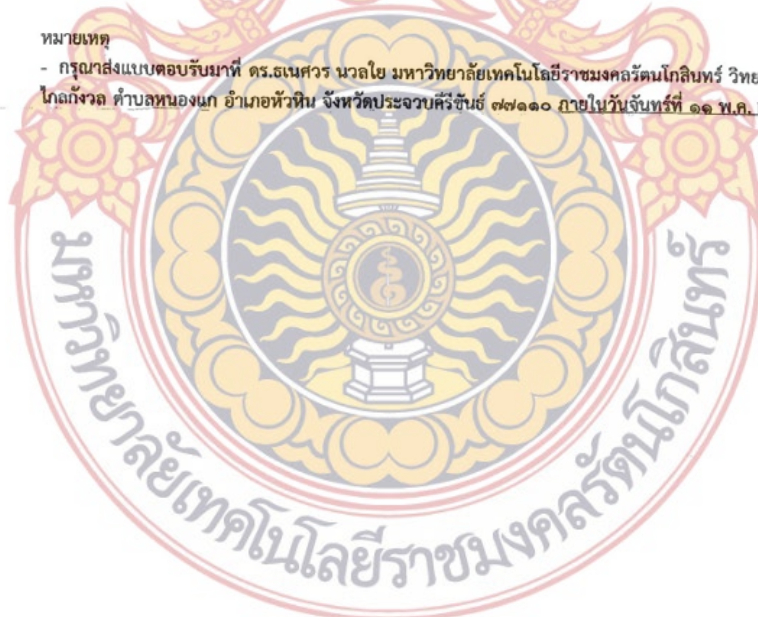 หมายเหตุ
- กรุณาส่งแบบตอบรับมาที่ ดร.ธเนศวร นวลใย มหาวิทยาลัยเทคโนโลยีราชมงคลรัตนโกสินทร์ วิทย
ไกลกังวล ตำบลหนองแก อำเภอหัวหิน จังหวัดประจวบคีรีขันธ์ ๗๗๑๑๐ ภายในวันจันทร์ที่ ๑๑ พ.ค.
มหาวิทยาลัยเทคโนโลยีราชมงคลรัตนโกสินทร์